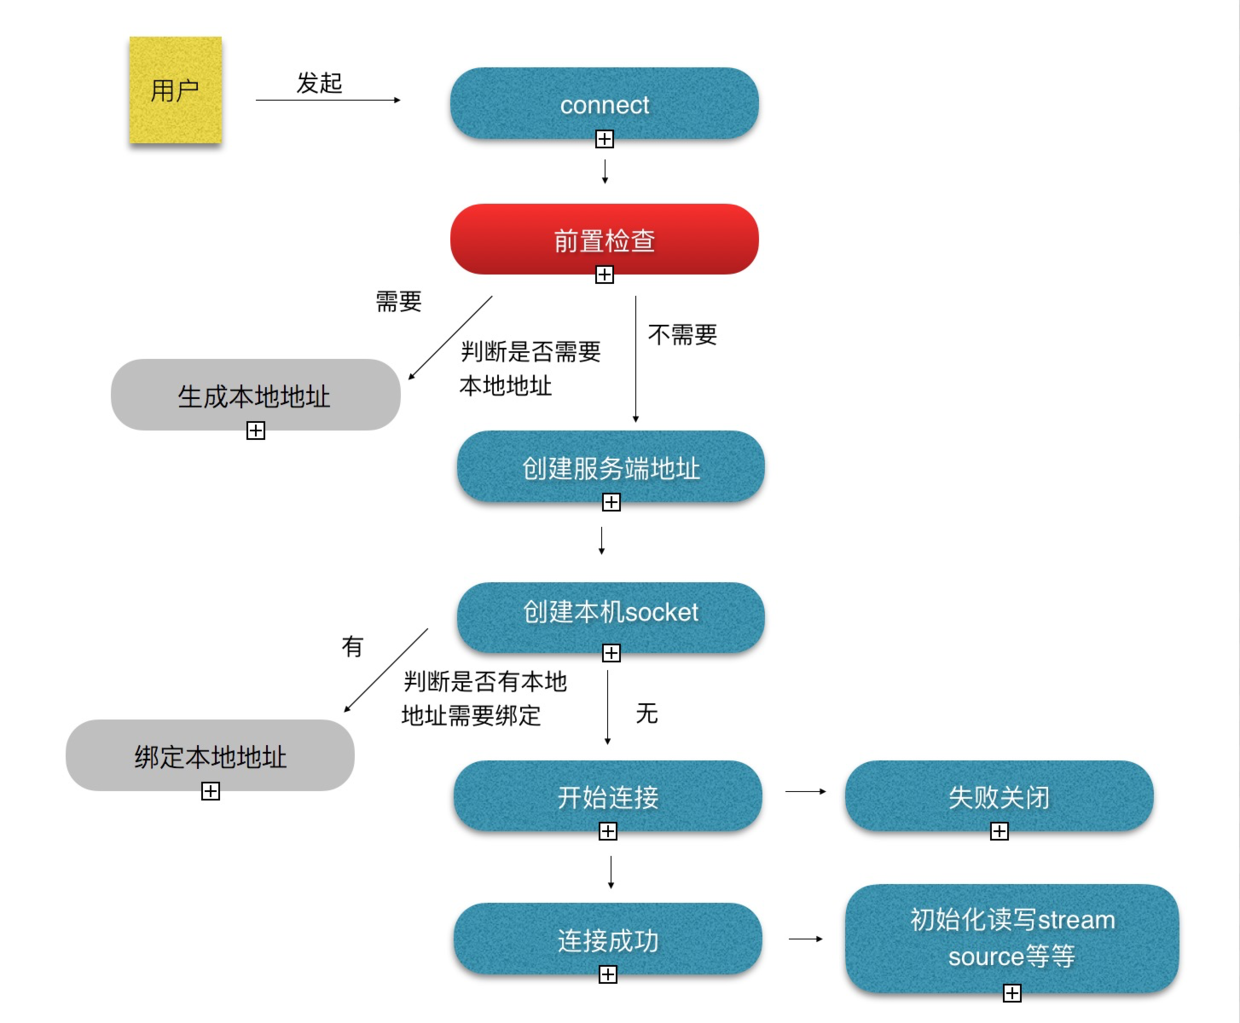 用户
发起
connect
前置检查
需要
判断是否需要
本地地址
不需要
生成本地地址
创建服务端地址
创建本机socket
有
判断是否有本地
地址需要绑定
无
绑定本地地址
开始连接
失败关闭
连接成功
初始化读写stream
source等等